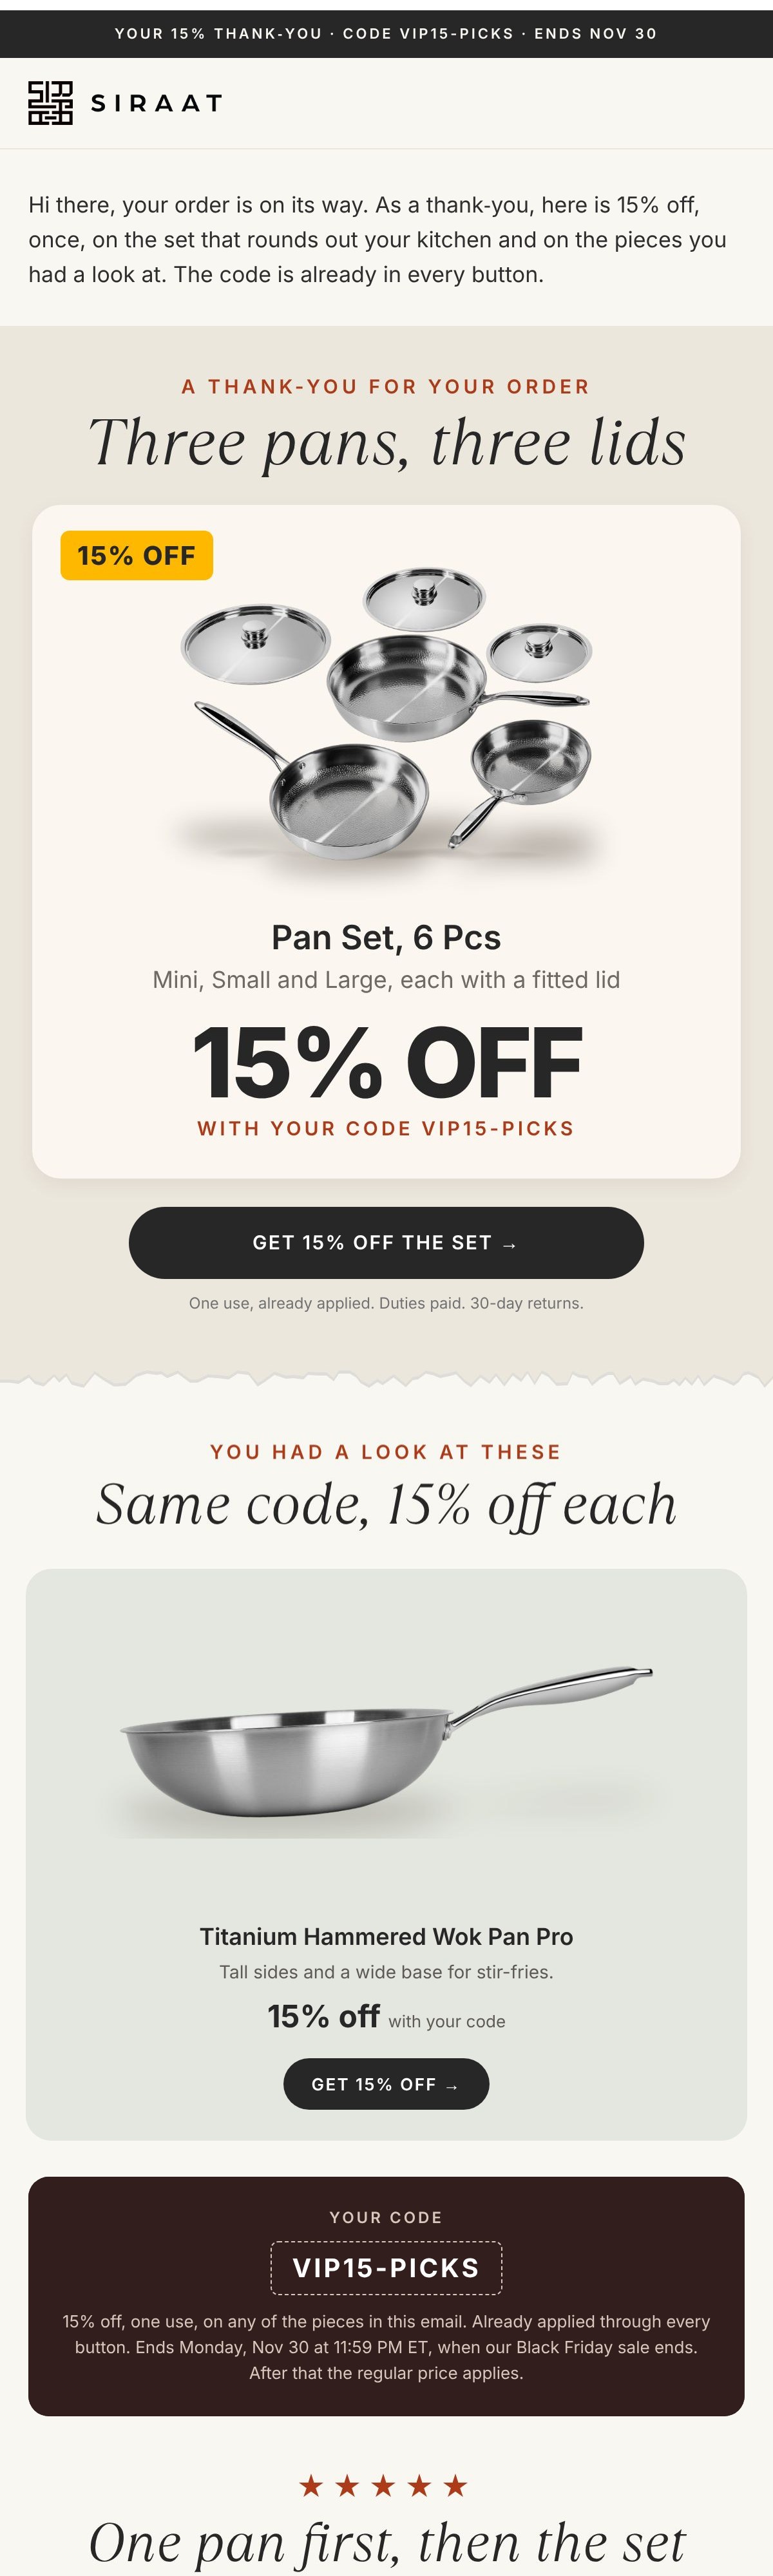 YOUR 15% THANK-YOU · CODE VIP15-PICKS · ENDS NOV 30
SIRAAT
Hi there, your order is on its way. As a thank-you, here is 15% off,
once, on the set that rounds out your kitchen and on the pieces you
had a look at. The code is already in every button.
A THANK-YOU FOR YOUR ORDER
Three pans, three lids
15% OFF
Pan Set, 6 Pcs
Mini, Small and Large, each with a fitted lid
15% OFF
WITH YOUR CODE VIP15-PICKS
GET 15% OFF THE SET →
One use, already applied. Duties paid. 30-day returns.
YOU HAD A LOOK AT THESE
Same code, 15% off each
Titanium Hammered Wok Pan Pro
Tall sides and a wide base for stir-fries.
15% off with your code
GET 15% OFF →
YOUR CODE
VIP15-PICKS
15% off, one use, on any of the pieces in this email. Already applied through every
button. Ends Monday, Nov 30 at 11:59 PM ET, when our Black Friday sale ends.
After that the regular price applies.
★★★★★
One pan first, then the set